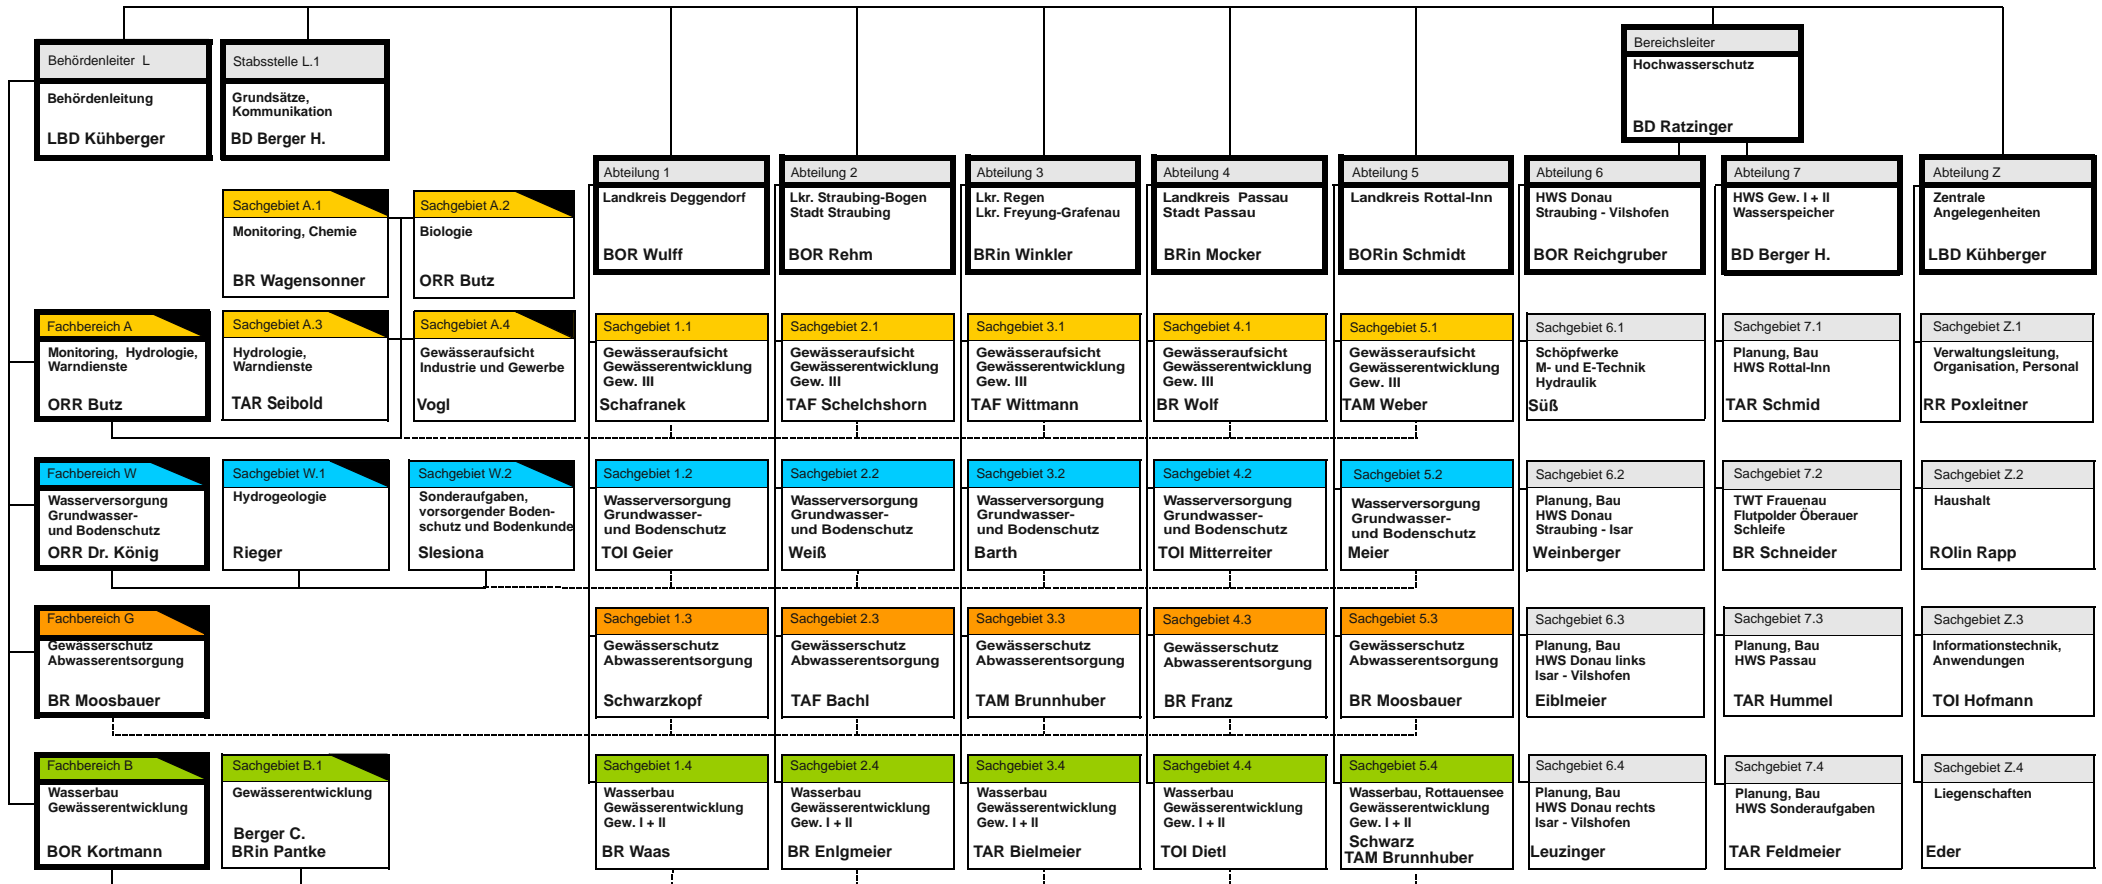 Behördenleiter L
Behördenleitung
LBD Kühberger
Stabsstelle L.1
Grundsätze,
Kommunikation
BD Berger H.
Bereichsleiter
Hochwasserschutz
BD Ratzinger
Sachgebiet A.1
Monitoring, Chemie
BR Wagensonner
Sachgebiet A.2
Biologie
ORR Butz
Abteilung 1
Landkreis Deggendorf
BOR Wulff
Abteilung 2
Lkr. Straubing-Bogen
Stadt Straubing
BOR Rehm
Abteilung 3
Lkr. Regen
Lkr. Freyung-Grafenau
BRin Winkler
Abteilung 4
Landkreis Passau
Stadt Passau
BRin Mocker
Abteilung 5
Landkreis Rottal-Inn
BORin Schmidt
Abteilung 6
HWS Donau
Straubing - Vilshofen
BOR Reichgruber
Abteilung 7
HWS Gew. I + II
Wasserspeicher
BD Berger H.
Abteilung Z
Zentrale
Angelegenheiten
LBD Kühberger
Fachbereich A
Monitoring, Hydrologie,
Warndienste
ORR Butz
Sachgebiet A.3
Hydrologie,
Warndienste
TAR Seibold
Sachgebiet A.4
Gewässeraufsicht
Industrie und Gewerbe
Vogl
Sachgebiet 1.1
Gewässeraufsicht
Gewässerentwicklung
Gew. III
Schafranek
Sachgebiet 2.1
Gewässeraufsicht
Gewässerentwicklung
Gew. III
TAF Schelchshorn
Sachgebiet 3.1
Gewässeraufsicht
Gewässerentwicklung
Gew. III
TAF Wittmann
Sachgebiet 4.1
Gewässeraufsicht
Gewässerentwicklung
Gew. III
BR Wolf
Sachgebiet 5.1
Gewässeraufsicht
Gewässerentwicklung
Gew. III
TAM Weber
Sachgebiet 6.1
Schöpfwerke
M- und E-Technik
Hydraulik
Süß
Sachgebiet 7.1
Planung, Bau
HWS Rottal-Inn
TAR Schmid
Sachgebiet Z.1
Verwaltungsleitung,
Organisation, Personal
RR Poxleitner
Fachbereich W
Wasserversorgung
Grundwasser-
und Bodenschutz
ORR Dr. König
Sachgebiet W.1
Hydrogeologie
Rieger
Sachgebiet W.2
Sonderaufgaben,
vorsorgender Boden-
schutz und Bodenkunde
Slesiona
Sachgebiet 1.2
Wasserversorgung
Grundwasser-
und Bodenschutz
TOI Geier
Sachgebiet 2.2
Wasserversorgung
Grundwasser-
und Bodenschutz
Weiß
Sachgebiet 3.2
Wasserversorgung
Grundwasser-
und Bodenschutz
Barth
Sachgebiet 4.2
Wasserversorgung
Grundwasser-
und Bodenschutz
TOI Mitterreiter
Sachgebiet 5.2
Wasserversorgung
Grundwasser-
und Bodenschutz
Meier
Sachgebiet 6.2
Planung, Bau
HWS Donau
Straubing - Isar
Weinberger
Sachgebiet 7.2
TWT Frauenau
Flutpolder Öberauer
Schleife
BR Schneider
Sachgebiet Z.2
Haushalt
ROIin Rapp
Fachbereich G
Gewässerschutz
Abwasserentsorgung
BR Moosbauer
Sachgebiet 1.3
Gewässerschutz
Abwasserentsorgung
Schwarzkopf
Sachgebiet 2.3
Gewässerschutz
Abwasserentsorgung
TAF Bachl
Sachgebiet 3.3
Gewässerschutz
Abwasserentsorgung
TAM Brunnhuber
Sachgebiet 4.3
Gewässerschutz
Abwasserentsorgung
BR Franz
Sachgebiet 5.3
Gewässerschutz
Abwasserentsorgung
BR Moosbauer
Sachgebiet 6.3
Planung, Bau
HWS Donau links
Isar - Vilshofen
Eiblmeier
Sachgebiet 7.3
Planung, Bau
HWS Passau
TAR Hummel
Sachgebiet Z.3
Informationstechnik,
Anwendungen
TOI Hofmann
Fachbereich B
Wasserbau
Gewässerentwicklung
BOR Kortmann
Sachgebiet B.1
Gewässerentwicklung
Berger C.
BRin Pantke
Sachgebiet 1.4
Wasserbau
Gewässerentwicklung
Gew. I + II
BR Waas
Sachgebiet 2.4
Wasserbau
Gewässerentwicklung
Gew. I + II
BR Enlgmeier
Sachgebiet 3.4
Wasserbau
Gewässerentwicklung
Gew. I + II
TAR Bielmeier
Sachgebiet 4.4
Wasserbau
Gewässerentwicklung
Gew. I + II
TOI Dietl
Sachgebiet 5.4
Wasserbau, Rottauensee
Gewässerentwicklung
Gew. I + II
Schwarz
TAM Brunnhuber
Sachgebiet 6.4
Planung, Bau
HWS Donau rechts
Isar - Vilshofen
Leuzinger
Sachgebiet 7.4
Planung, Bau
HWS Sonderaufgaben
TAR Feldmeier
Sachgebiet Z.4
Liegenschaften
Eder